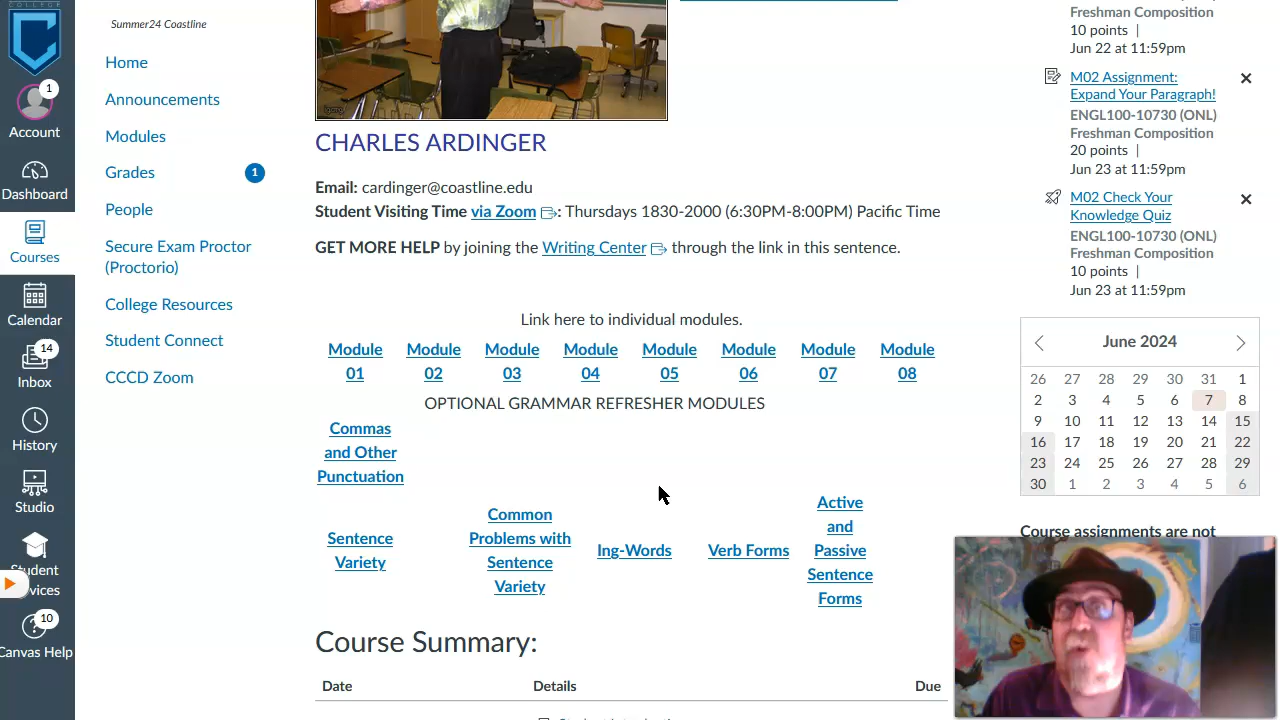 COLLEGE
Account
1
Dashboard
Courses
Calendar
Inbox
14
History
Studio
Student
Services
10
Canvas Help
Summer24 Coastline
Home
Announcements
Modules
Grades
1
People
Secure Exam Proctor
(Proctorio)
College Resources
Student Connect
CCCD Zoom
CHARLES ARDINGER
Email: cardinger@coastline.edu
Student Visiting Time via Zoom : Thursdays 1830-2000 (6:30PM-8:00PM) Pacific Time
GET MORE HELP by joining the Writing Center through the link in this sentence.
Link here to individual modules.
Module 01 Module 02 Module 03 Module 04 Module 05 Module 06 Module 07 Module 08
OPTIONAL GRAMMAR REFRESHER MODULES
Commas
and Other
Punctuation
Sentence
Variety
Common
Problems with
Sentence
Variety
Ing-Words
Verb Forms
Active
and
Passive
Sentence
Forms
Course Summary:
Date Details Due
Freshman Composition
10 points |
Jun 22 at 11:59pm
M02 Assignment:
Expand Your Paragraph!
ENGL100-10730 (ONL)
Freshman Composition
20 points |
Jun 23 at 11:59pm
M02 Check Your
Knowledge Quiz
ENGL100-10730 (ONL)
Freshman Composition
10 points |
Jun 23 at 11:59pm
June 2024
26 27 28 29 30 31 1
2 3 4 5 6 7 8
9 10 11 12 13 14 15
16 17 18 19 20 21 22
23 24 25 26 27 28 29
30 1 2 3 4 5 6
Course assignments are not